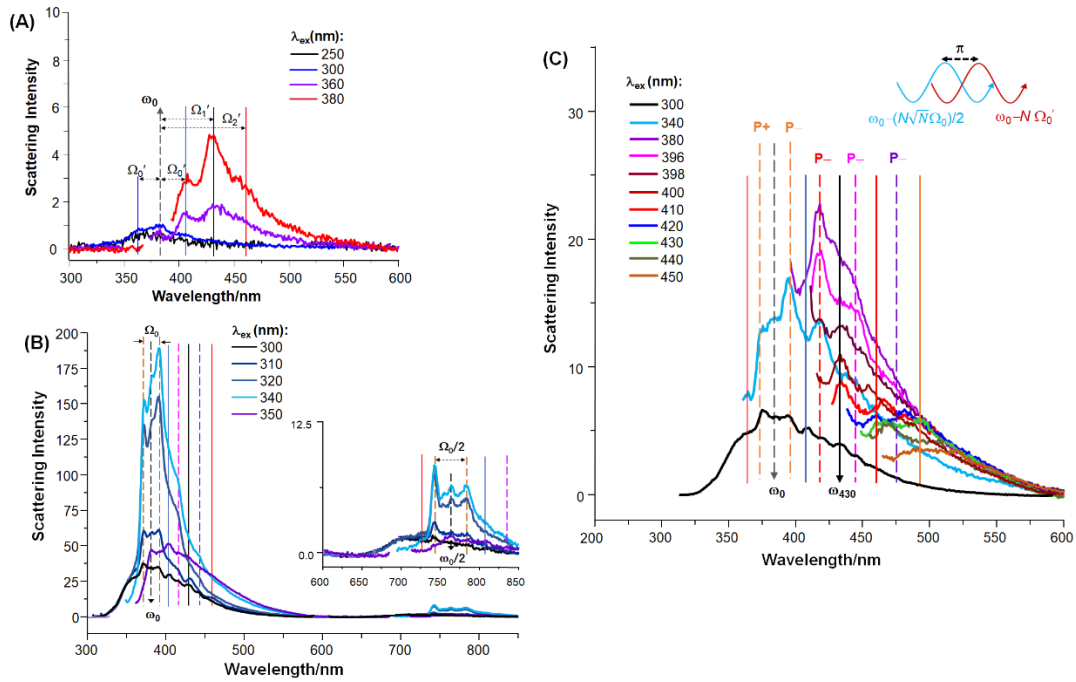 (A)
Scattering Intensity
10
8
6
4
2
0
λex(nm):
250
300
360
380
ω0
Ω1′
Ω2′
Ω0′
Ω0′
300
350
400
450
500
550
600
Wavelength/nm
(B)
Scattering Intensity
200
175
150
125
100
75
50
25
0
Ω0
λex(nm):
300
310
320
340
350
ω0
12.5
0.0
Ω0/2
ω0/2
600
650
700
750
800
850
300
400
500
600
700
800
Wavelength/nm
(C)
Scattering Intensity
30
20
10
0
λex(nm):
300
340
380
396
398
400
410
420
430
440
450
π
ω0−(N√NΩ0)/2
ω0−N Ω0′
P+
P−
P−
P−
P−
ω0
ω430
250
300
350
400
450
500
550
600
Wavelength/nm